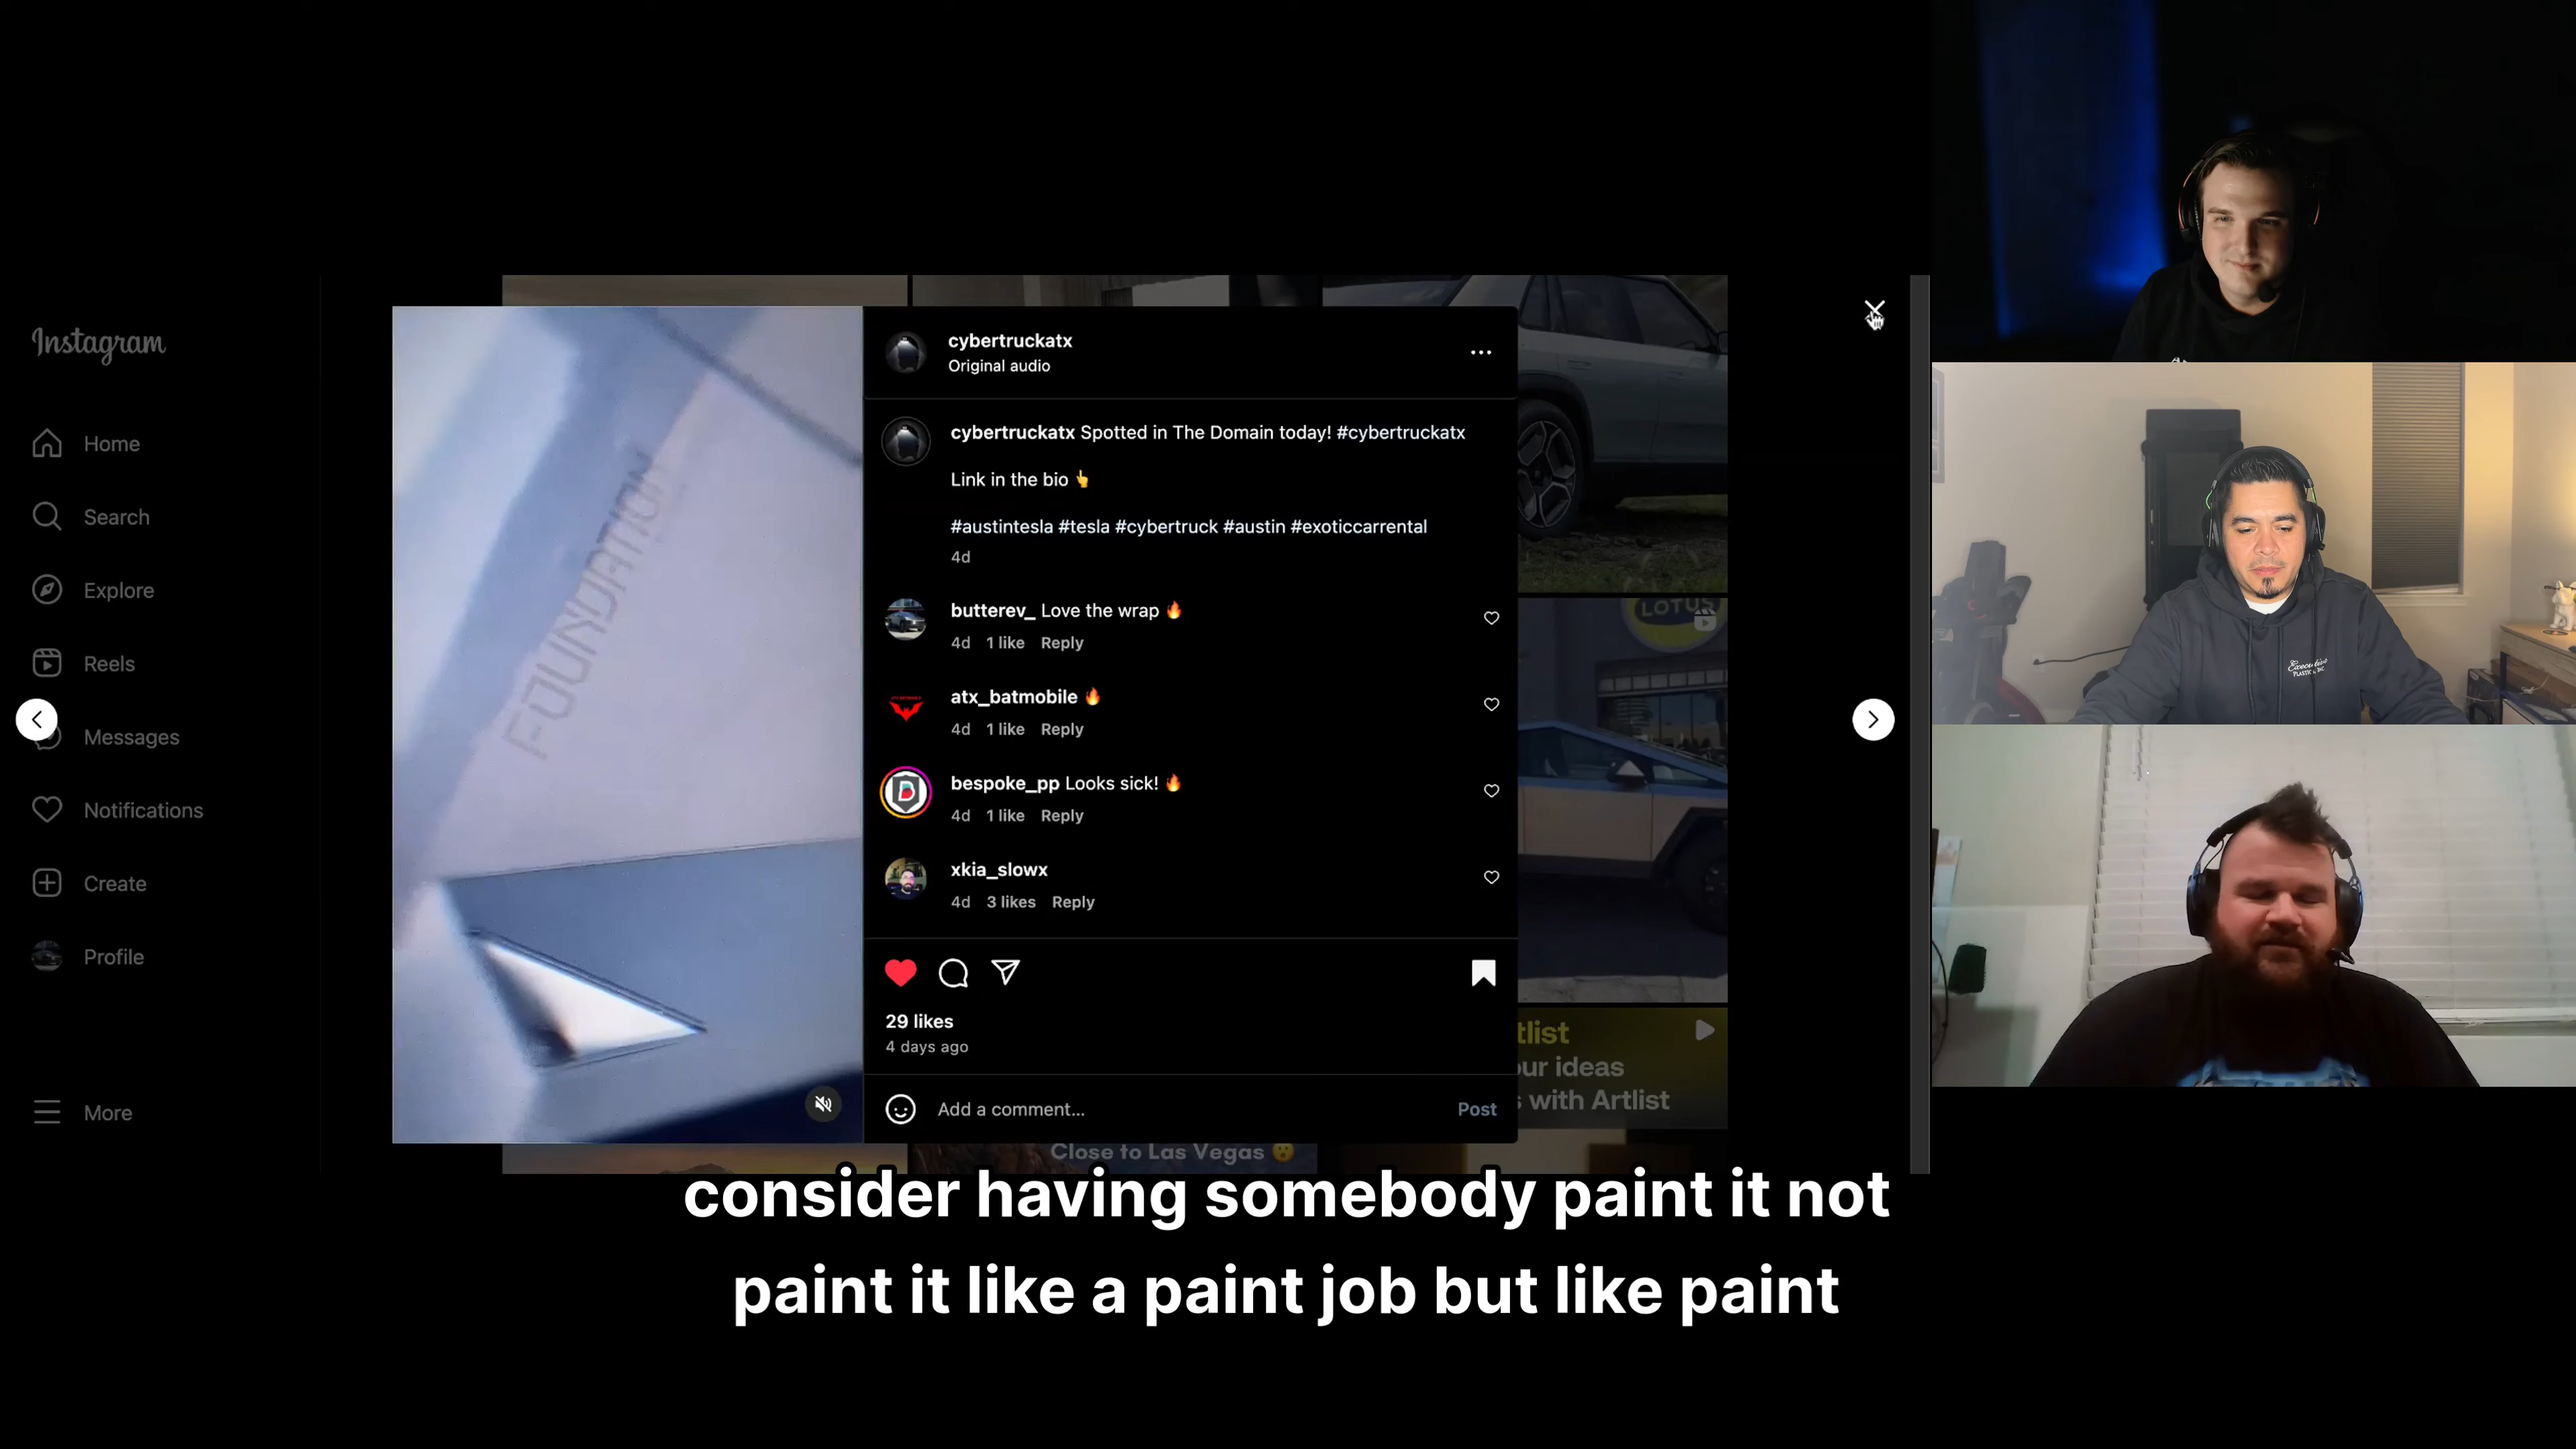 Instagram
Home
Search
Explore
Reels
Messages
Notifications
Create
Profile
More
FOUNDATION
cybertruckatx
Original audio
cybertruckatx Spotted in The Domain today! #cybertruckatx
Link in the bio 👆
#austintesla #tesla #cybertruck #austin #exoticcarrental
4d
butterev_ Love the wrap 🔥
4d 1 like Reply
atx_batmobile 🔥
4d 1 like Reply
bespoke_pp Looks sick! 🔥
4d 1 like Reply
xkia_slowx
4d 3 likes Reply
29 likes
4 days ago
Add a comment... Post
LOTUS
tlist
our ideas
s with Artlist
Close to Las Vegas 😮
Executive
PLASTICS, INC.
consider having somebody paint it not
paint it like a paint job but like paint